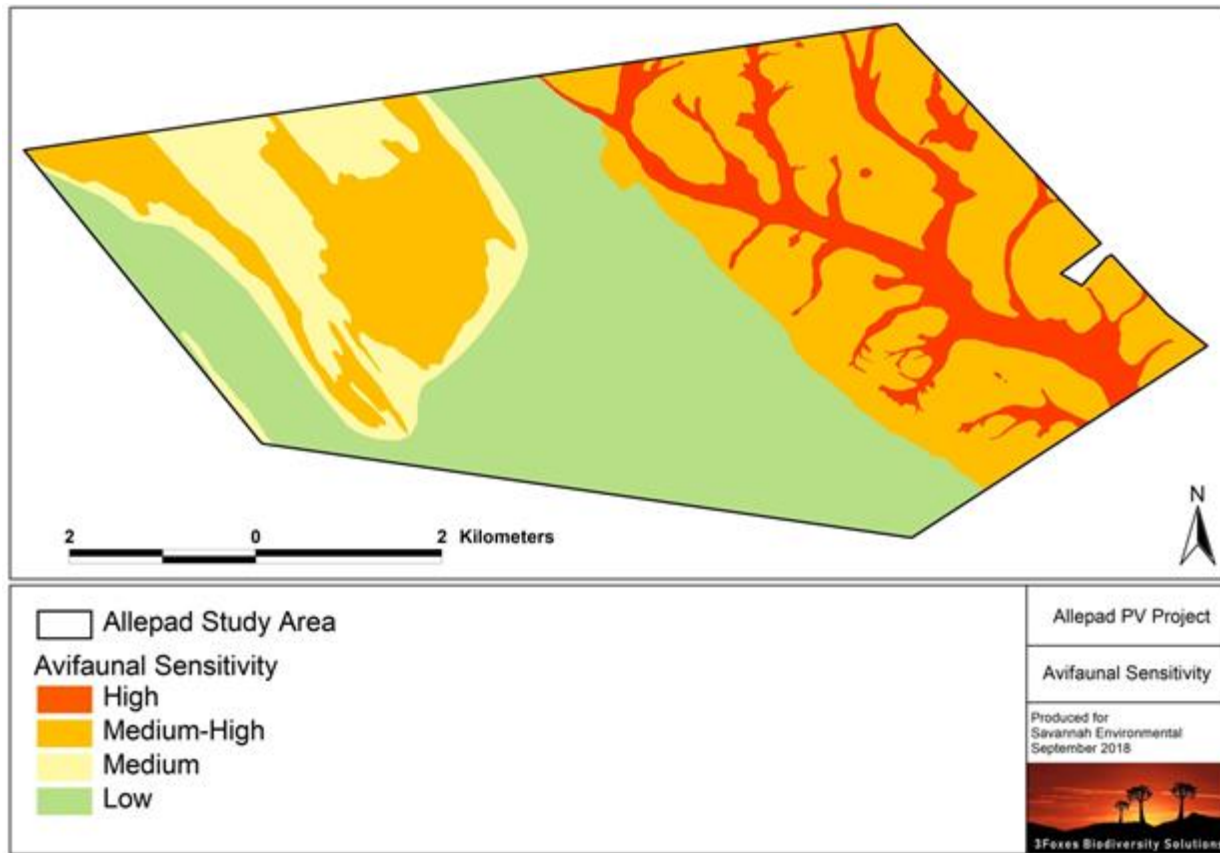 N
2 0 2 Kilometers
Allepad Study Area
Avifaunal Sensitivity
High
Medium-High
Medium
Low
Allepad PV Project
Avifaunal Sensitivity
Produced for
Savannah Environmental
September 2018
3Foxes Biodiversity Solutions